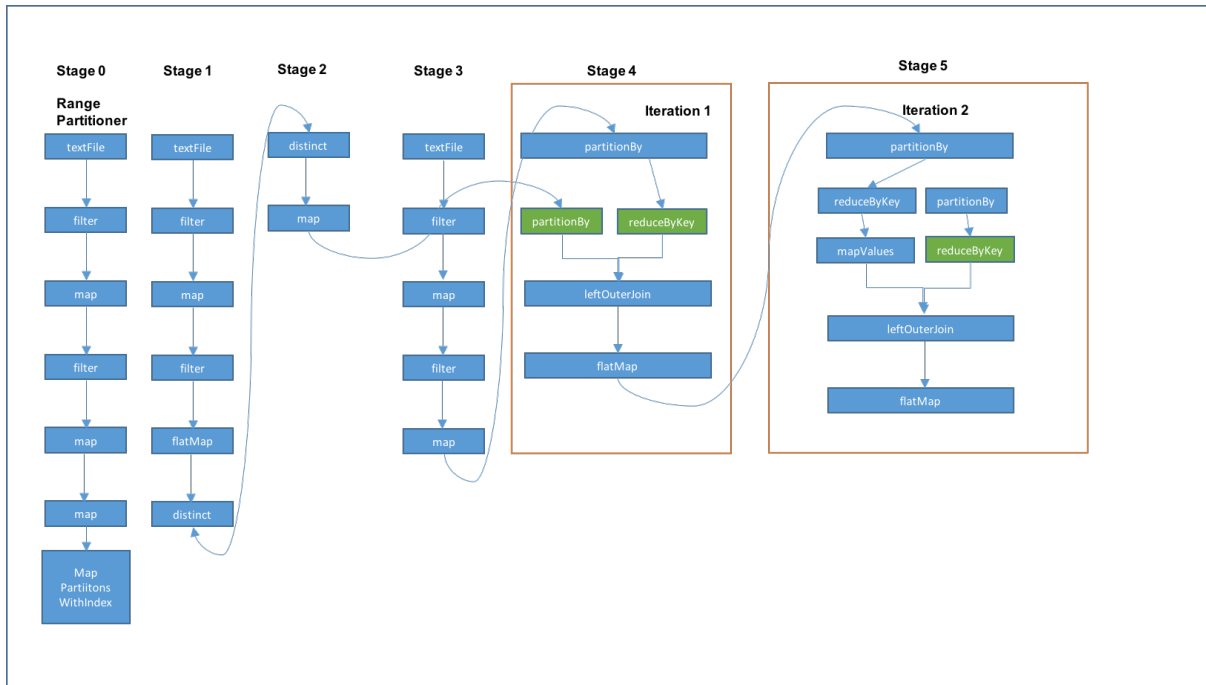 Stage 0
Range
Partitioner
textFile
filter
map
filter
map
map
Map
Partiitons
WithIndex
Stage 1
textFile
filter
map
filter
flatMap
distinct
Stage 2
distinct
map
Stage 3
textFile
filter
map
filter
map
Stage 4
Iteration 1
partitionBy
partitionBy
reduceByKey
leftOuterJoin
flatMap
Stage 5
Iteration 2
partitionBy
reduceByKey
partitionBy
mapValues
reduceByKey
leftOuterJoin
flatMap